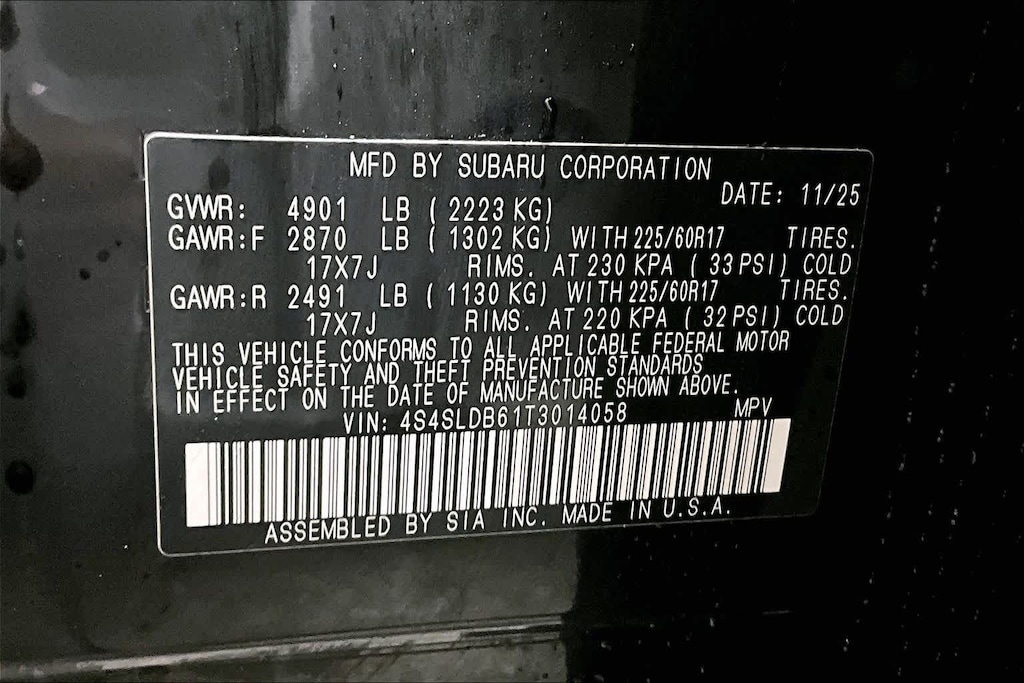 MFD BY SUBARU CORPORATION
DATE: 11/25
GVWR: 4901 LB (2223 KG)
GAWR:F 2870 LB (1302 KG) WITH 225/60R17 TIRES.
17X7J RIMS. AT 230 KPA (33 PSI) COLD
GAWR:R 2491 LB (1130 KG) WITH 225/60R17 TIRES.
17X7J RIMS. AT 220 KPA (32 PSI) COLD
THIS VEHICLE CONFORMS TO ALL APPLICABLE FEDERAL MOTOR
VEHICLE SAFETY AND THEFT PREVENTION STANDARDS
IN EFFECT ON THE DATE OF MANUFACTURE SHOWN ABOVE.
VIN: 4S4SLDB61T3014058 MPV
ASSEMBLED BY SIA INC. MADE IN U.S.A.